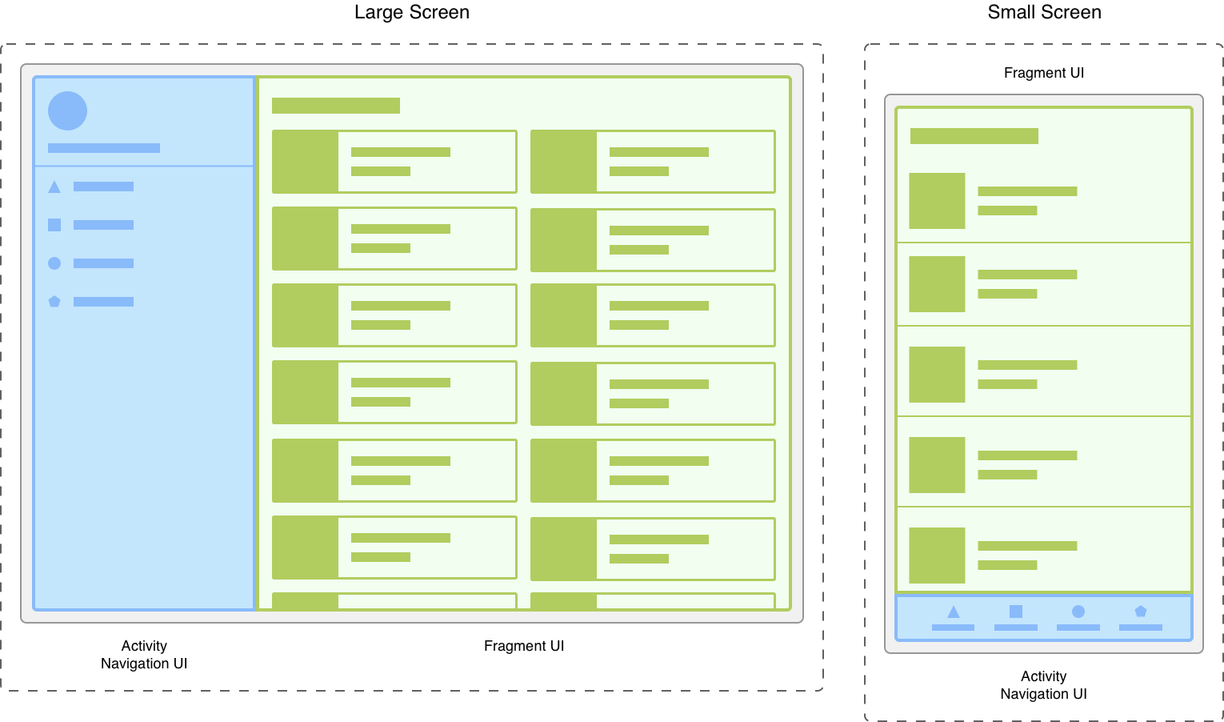 Large Screen
Activity
Navigation UI
Fragment UI
Small Screen
Fragment UI
Activity
Navigation UI